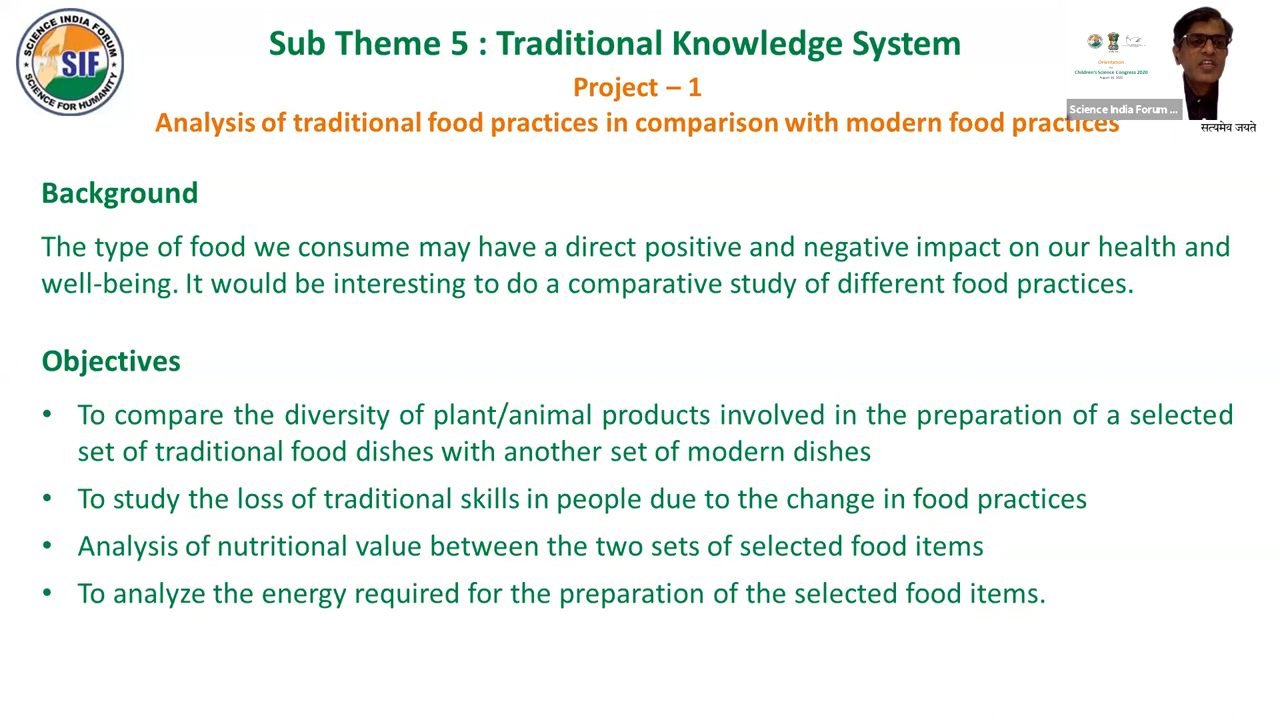 SCIENCE INDIA FORUM
SIF
SCIENCE FOR HUMANITY
Sub Theme 5 : Traditional Knowledge System
Project – 1
Analysis of traditional food practices in comparison with modern food practices
Orientation
Children's Science Congress 2020
Science India Forum ...
सत्यमेव जयते
Background
The type of food we consume may have a direct positive and negative impact on our health and
well-being. It would be interesting to do a comparative study of different food practices.
Objectives
• To compare the diversity of plant/animal products involved in the preparation of a selected
set of traditional food dishes with another set of modern dishes
• To study the loss of traditional skills in people due to the change in food practices
• Analysis of nutritional value between the two sets of selected food items
• To analyze the energy required for the preparation of the selected food items.